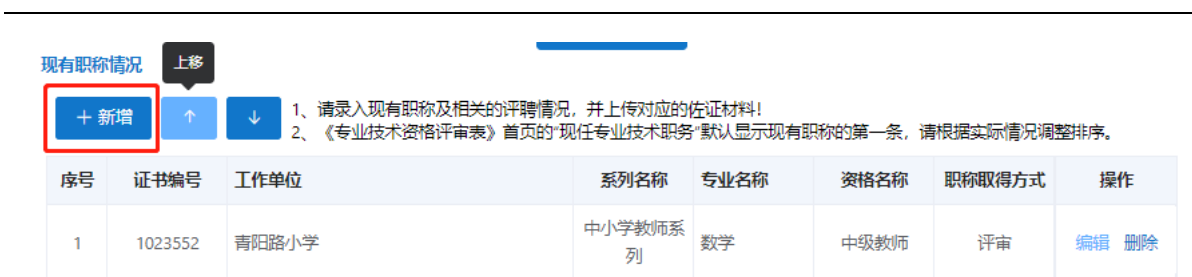 现有职称情况
上移
+ 新增
↑
↓
1、请录入现有职称及相关的评聘情况，并上传对应的佐证材料!
2、《专业技术资格评审表》首页的“现任专业技术职务”默认显示现有职称的第一条，请根据实际情况调整排序。
序号 证书编号 工作单位 系列名称 专业名称 资格名称 职称取得方式 操作
1 1023552 青阳路小学 中小学教师系 数学 中级教师 评审 编辑 删除
列